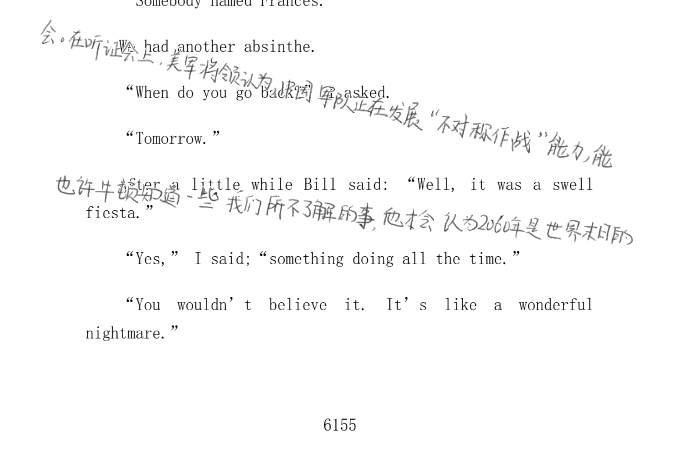 "Somebody named Frances."
会。在听证会上，美军将领认为，中国军队正在发展“不对称作战”能力，能
We had another absinthe.
“When do you go back?” I asked.
“Tomorrow.”
也许牛顿知道一些我们所不了解的事，他才会认为2060年是世界末日的
After a little while Bill said: “Well, it was a swell
fiesta.”
“Yes,” I said;“something doing all the time.”
“You wouldn’t believe it. It’s like a wonderful
nightmare.”
6155